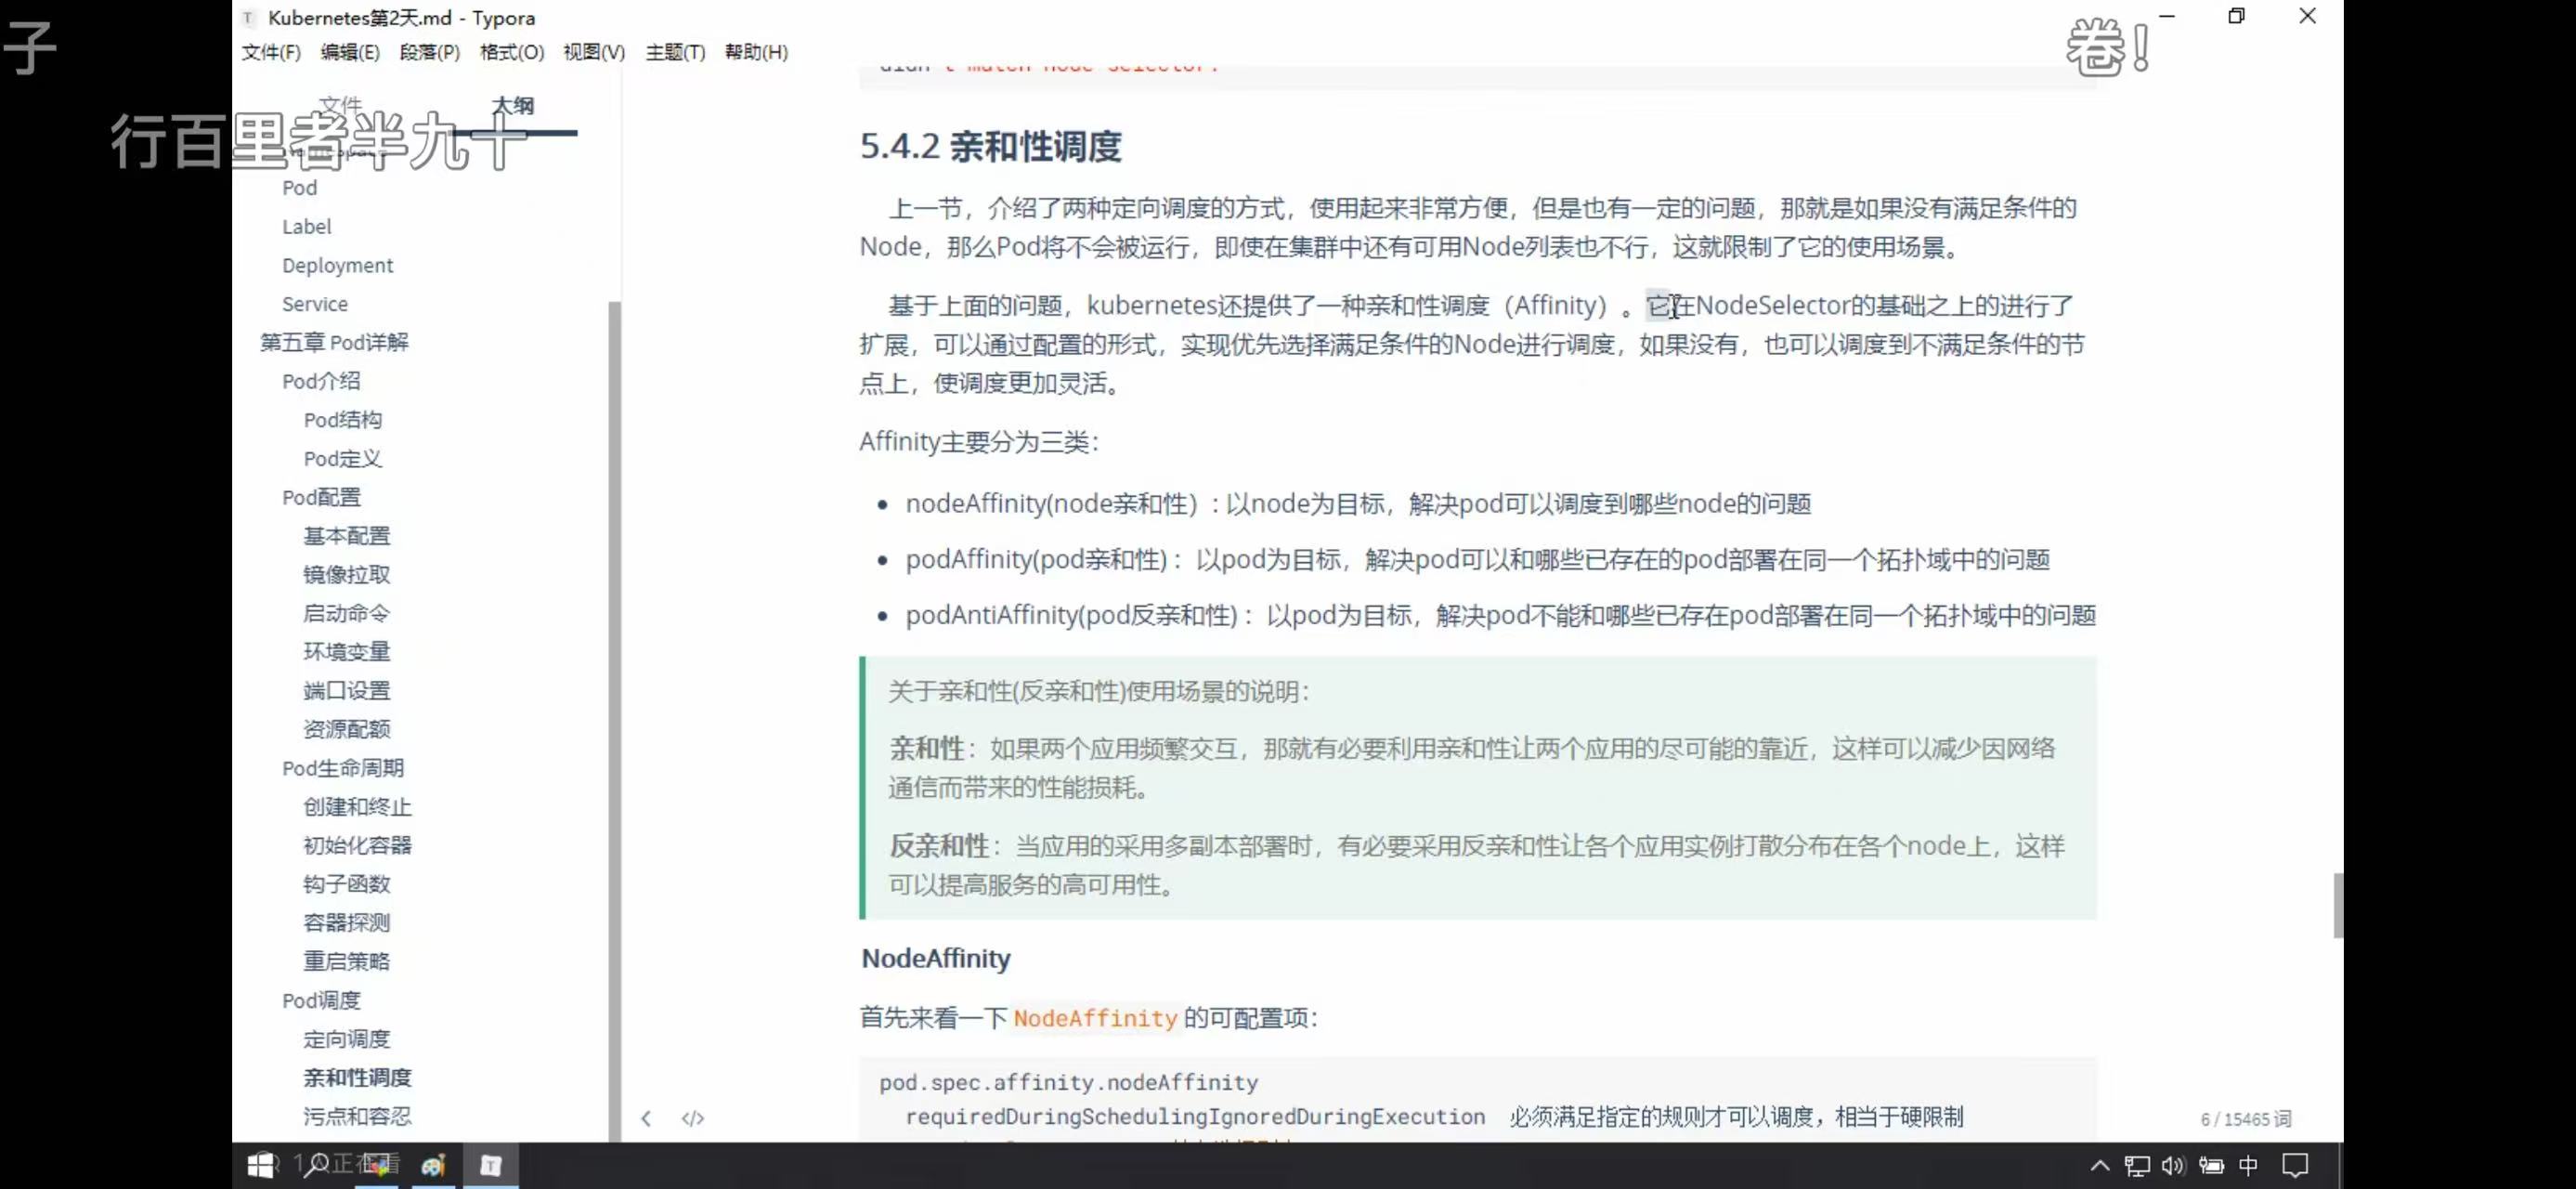 Kubernetes第2天.md - Typora
文件(F) 编辑(E) 段落(P) 格式(O) 视图(V) 主题(T) 帮助(H)
子
卷!
行百里者半九十
文件
大纲
Pod
Label
Deployment
Service
第五章 Pod详解
Pod介绍
Pod结构
Pod定义
Pod配置
基本配置
镜像拉取
启动命令
环境变量
端口设置
资源配额
Pod生命周期
创建和终止
初始化容器
钩子函数
容器探测
重启策略
Pod调度
定向调度
亲和性调度
污点和容忍
5.4.2 亲和性调度
上一节，介绍了两种定向调度的方式，使用起来非常方便，但是也有一定的问题，那就是如果没有满足条件的
Node，那么Pod将不会被运行，即使在集群中还有可用Node列表也不行，这就限制了它的使用场景。
基于上面的问题，kubernetes还提供了一种亲和性调度（Affinity）。它在NodeSelector的基础之上的进行了
扩展，可以通过配置的形式，实现优先选择满足条件的Node进行调度，如果没有，也可以调度到不满足条件的节
点上，使调度更加灵活。
Affinity主要分为三类：
nodeAffinity(node亲和性）: 以node为目标，解决pod可以调度到哪些node的问题
podAffinity(pod亲和性) :  以pod为目标，解决pod可以和哪些已存在的pod部署在同一个拓扑域中的问题
podAntiAffinity(pod反亲和性) :  以pod为目标，解决pod不能和哪些已存在pod部署在同一个拓扑域中的问题
关于亲和性(反亲和性)使用场景的说明：
亲和性：如果两个应用频繁交互，那就有必要利用亲和性让两个应用的尽可能的靠近，这样可以减少因网络
通信而带来的性能损耗。
反亲和性：当应用的采用多副本部署时，有必要采用反亲和性让各个应用实例打散分布在各个node上，这样
可以提高服务的高可用性。
NodeAffinity
首先来看一下 NodeAffinity 的可配置项：
pod.spec.affinity.nodeAffinity
requiredDuringSchedulingIgnoredDuringExecution  必须满足指定的规则才可以调度，相当于硬限制
6 / 15465 词
中